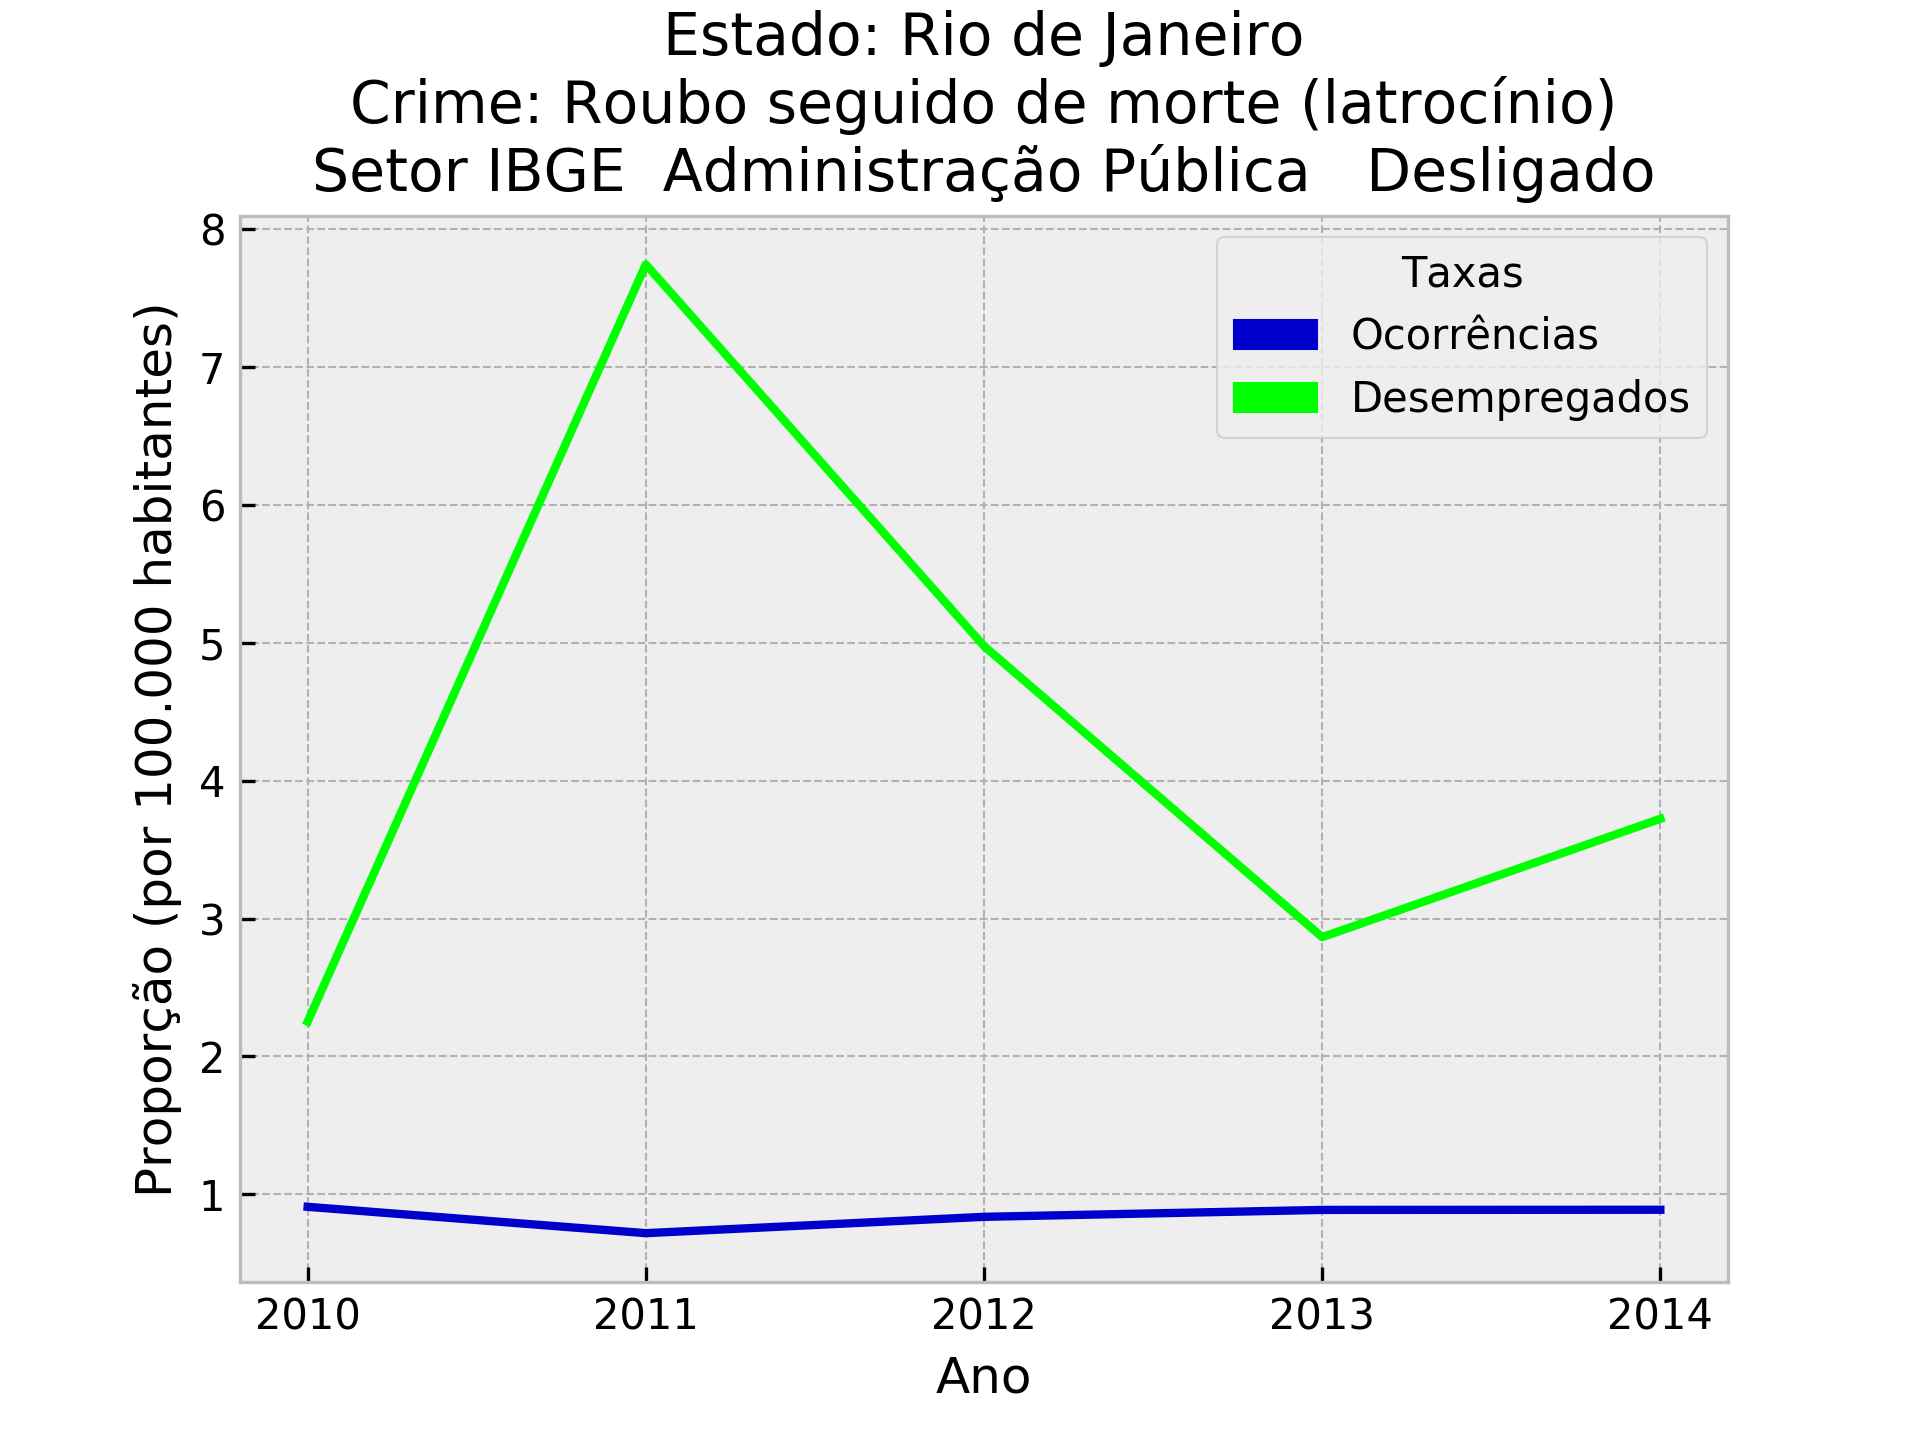 Estado: Rio de Janeiro
Crime: Roubo seguido de morte (latrocínio)
Setor IBGE  Administração Pública   Desligado
Proporção (por 100.000 habitantes)
8
7
6
5
4
3
2
1
Taxas
Ocorrências
Desempregados
2010 2011 2012 2013 2014
Ano